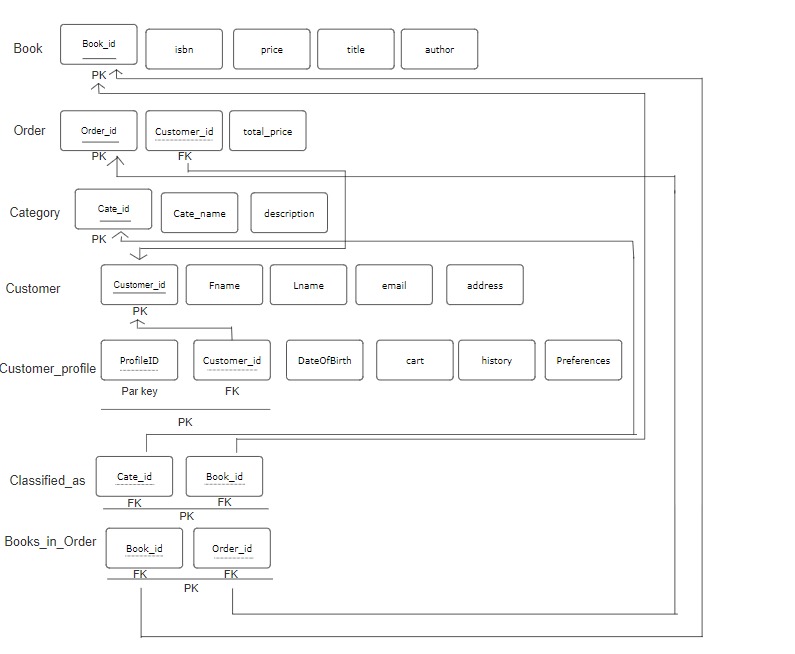 Book
Book_id
isbn
price
title
author
PK
Order
Order_id
Customer_id
total_price
PK
FK
Category
Cate_id
Cate_name
description
PK
Customer
Customer_id
Fname
Lname
email
address
PK
Customer_profile
ProfileID
Customer_id
DateOfBirth
cart
history
Preferences
Par key
FK
PK
Classified_as
Cate_id
Book_id
FK
FK
PK
Books_in_Order
Book_id
Order_id
FK
FK
PK